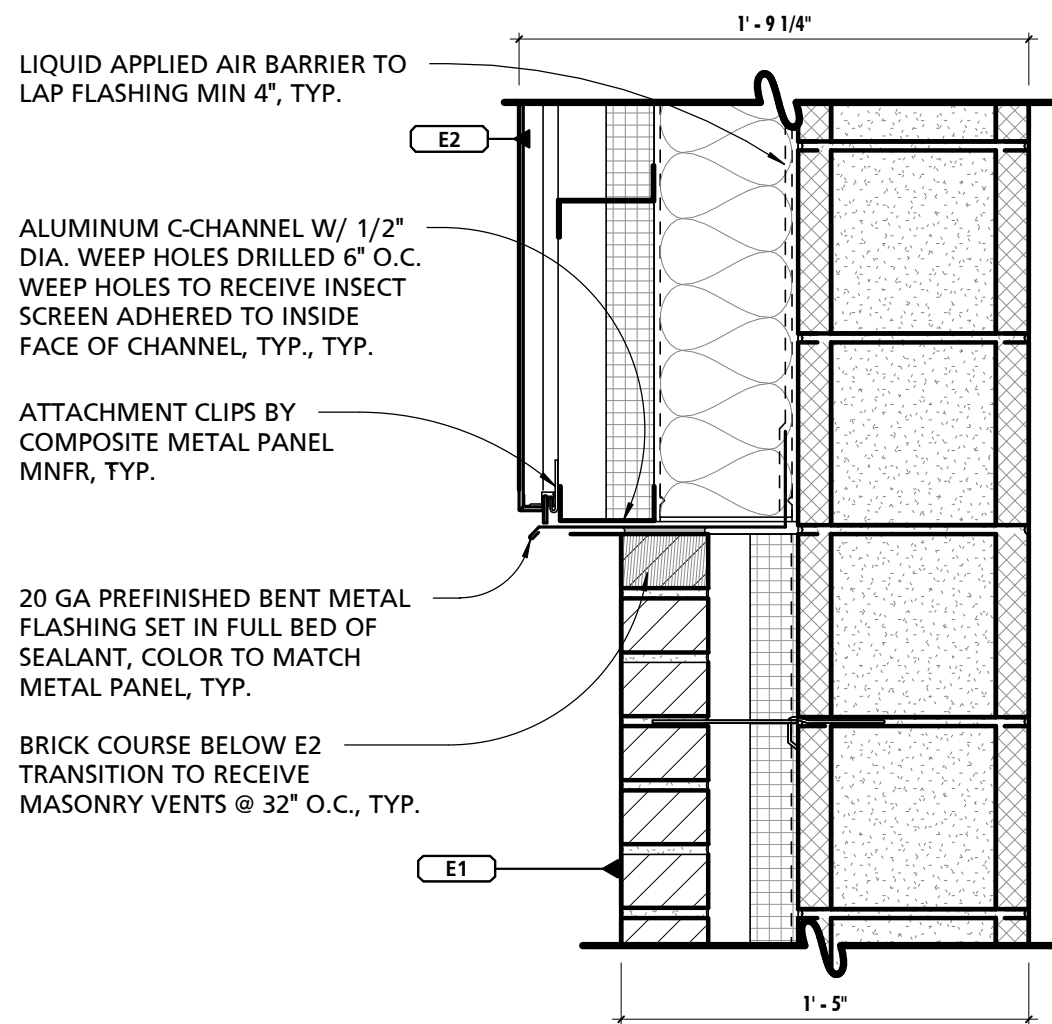 1' - 9 1/4"
LIQUID APPLIED AIR BARRIER TO
LAP FLASHING MIN 4", TYP.
E2
ALUMINUM C-CHANNEL W/ 1/2"
DIA. WEEP HOLES DRILLED 6" O.C.
WEEP HOLES TO RECEIVE INSECT
SCREEN ADHERED TO INSIDE
FACE OF CHANNEL, TYP., TYP.
ATTACHMENT CLIPS BY
COMPOSITE METAL PANEL
MNFR, TYP.
20 GA PREFINISHED BENT METAL
FLASHING SET IN FULL BED OF
SEALANT, COLOR TO MATCH
METAL PANEL, TYP.
BRICK COURSE BELOW E2
TRANSITION TO RECEIVE
MASONRY VENTS @ 32" O.C., TYP.
E1
1' - 5"